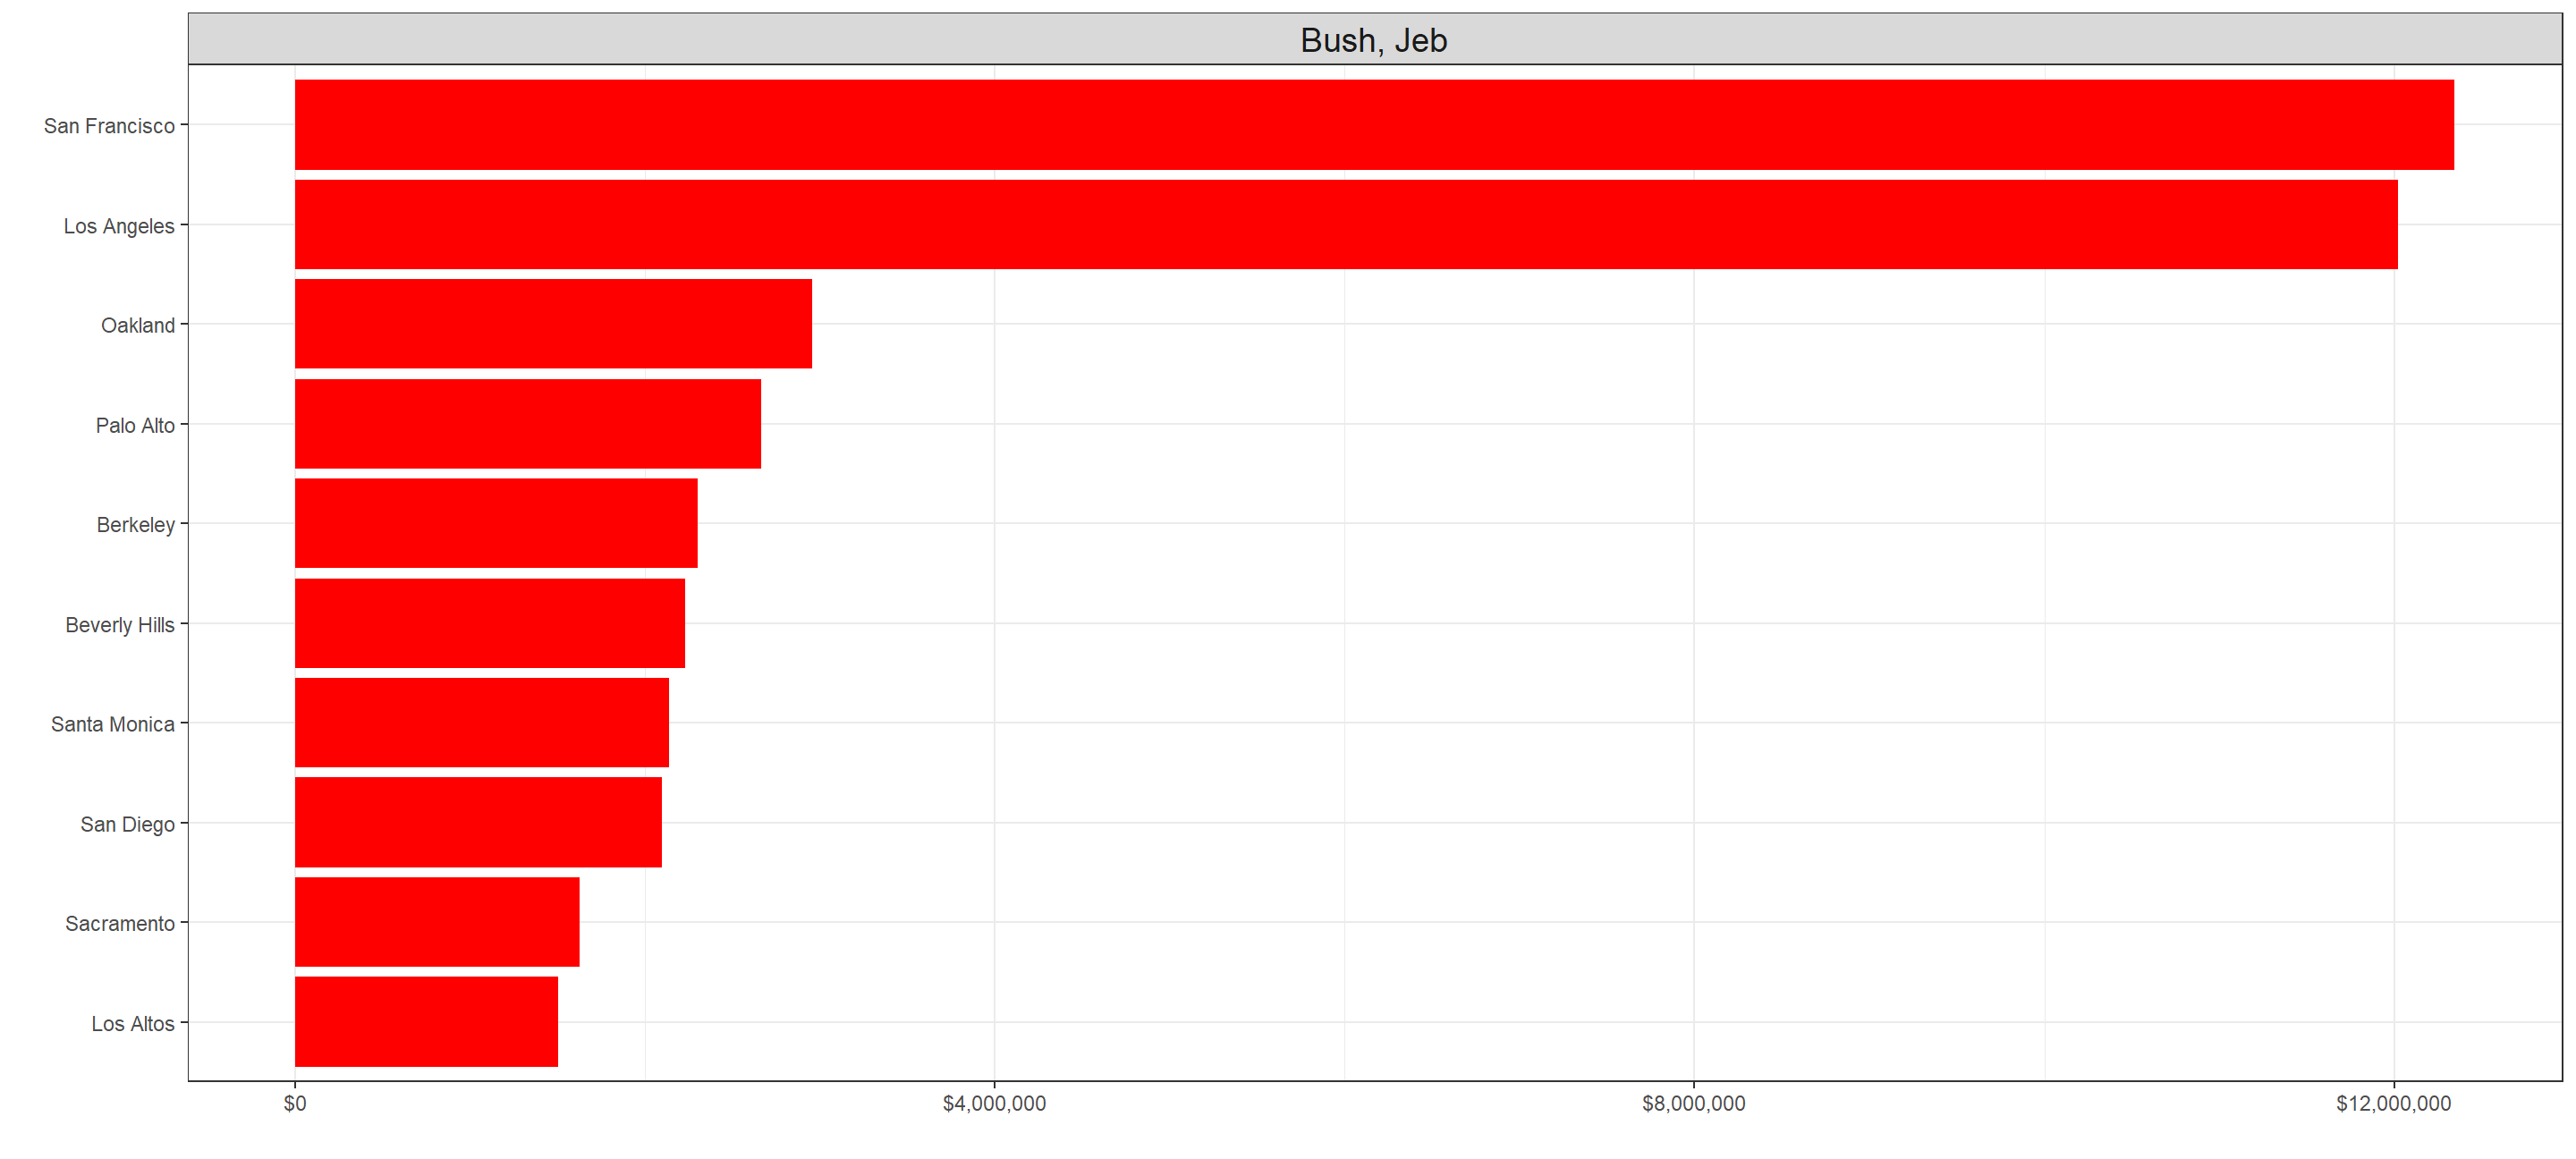 Bush, Jeb
San Francisco
Los Angeles
Oakland
Palo Alto
Berkeley
Beverly Hills
Santa Monica
San Diego
Sacramento
Los Altos
$0 $4,000,000 $8,000,000 $12,000,000